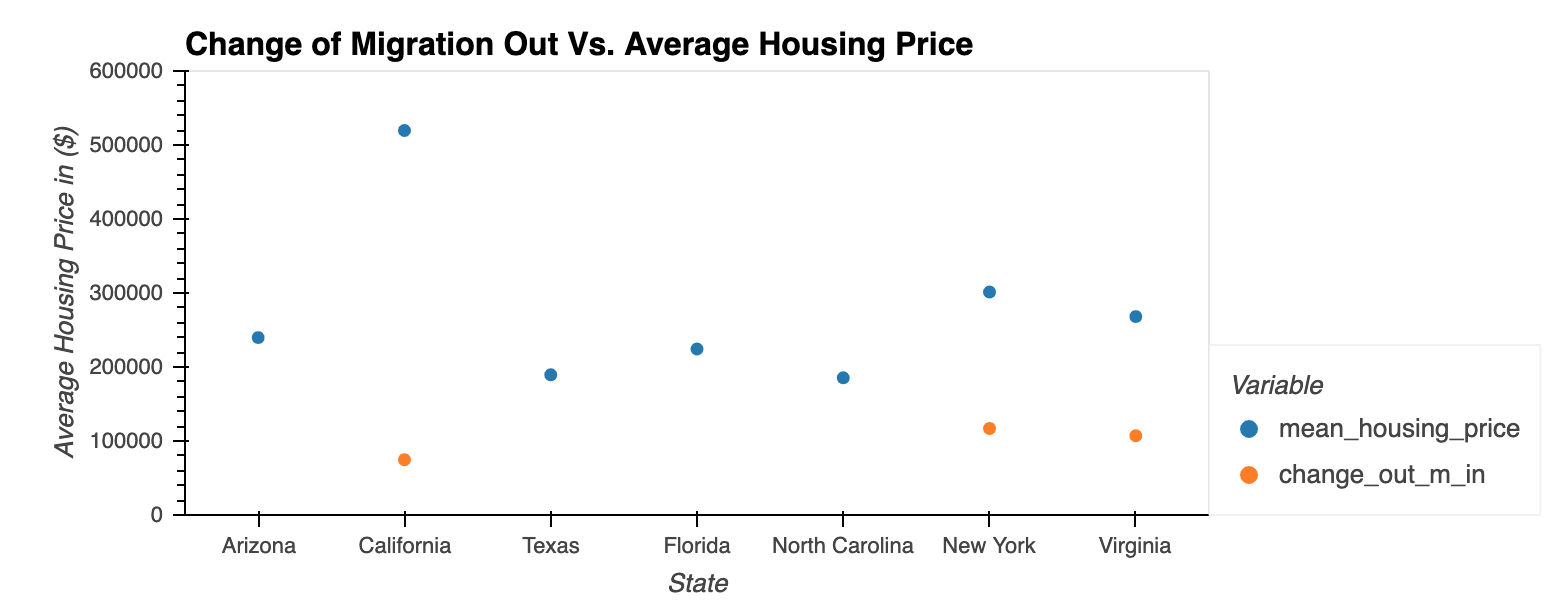 Change of Migration Out Vs. Average Housing Price
Average Housing Price in ($)
600000
500000
400000
300000
200000
100000
0
Arizona California Texas Florida North Carolina New York Virginia
State
Variable
mean_housing_price
change_out_m_in